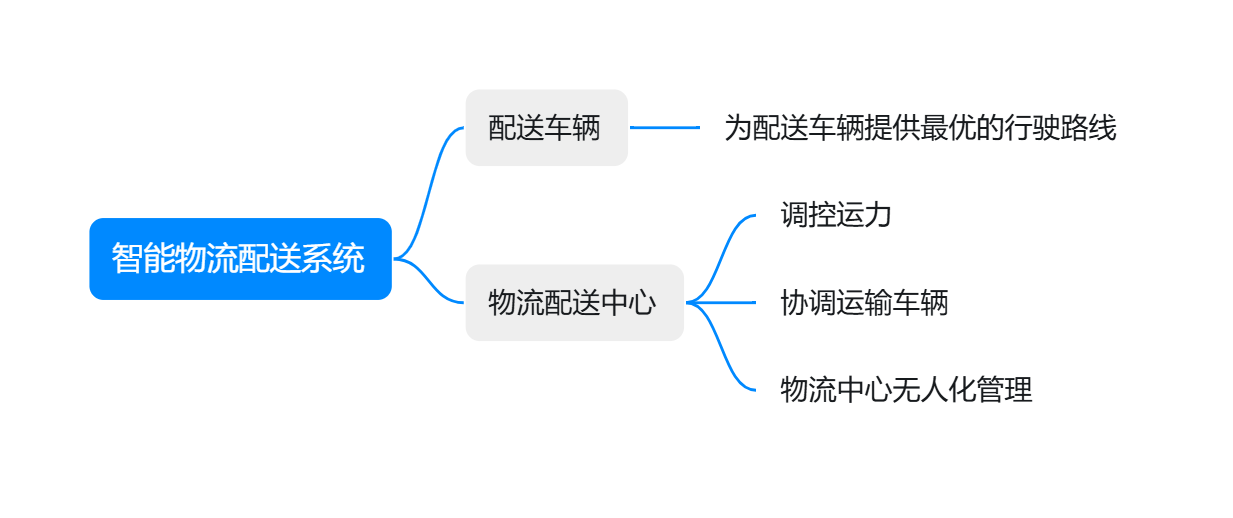 智能物流配送系统
配送车辆
为配送车辆提供最优的行驶路线
物流配送中心
调控运力
协调运输车辆
物流中心无人化管理